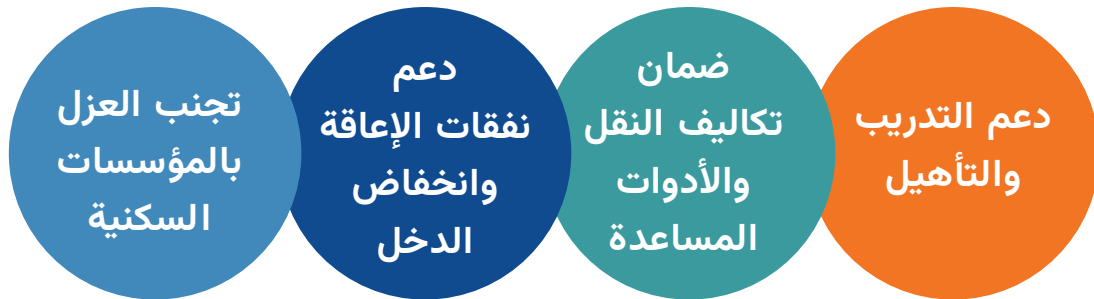 دعم التدريب
والتأهيل
ضمان
تكاليف النقل
والأدوات
المساعدة
دعم
نفقات الإعاقة
وانخفاض
الدخل
تجنب العزل
بالمؤسسات
السكنية